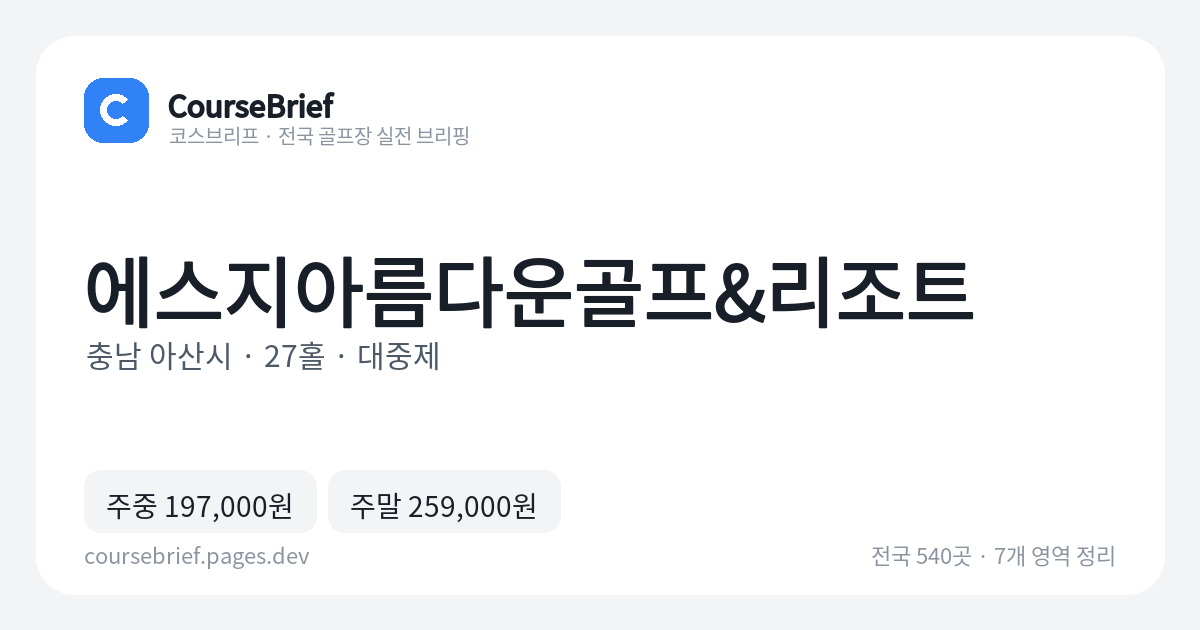 C
CourseBrief
코스브리프 · 전국 골프장 실전 브리핑
에스지아름다운골프&리조트
충남 아산시 · 27홀 · 대중제
주중 197,000원 주말 259,000원
coursebrief.pages.dev 전국 540곳 · 7개 영역 정리